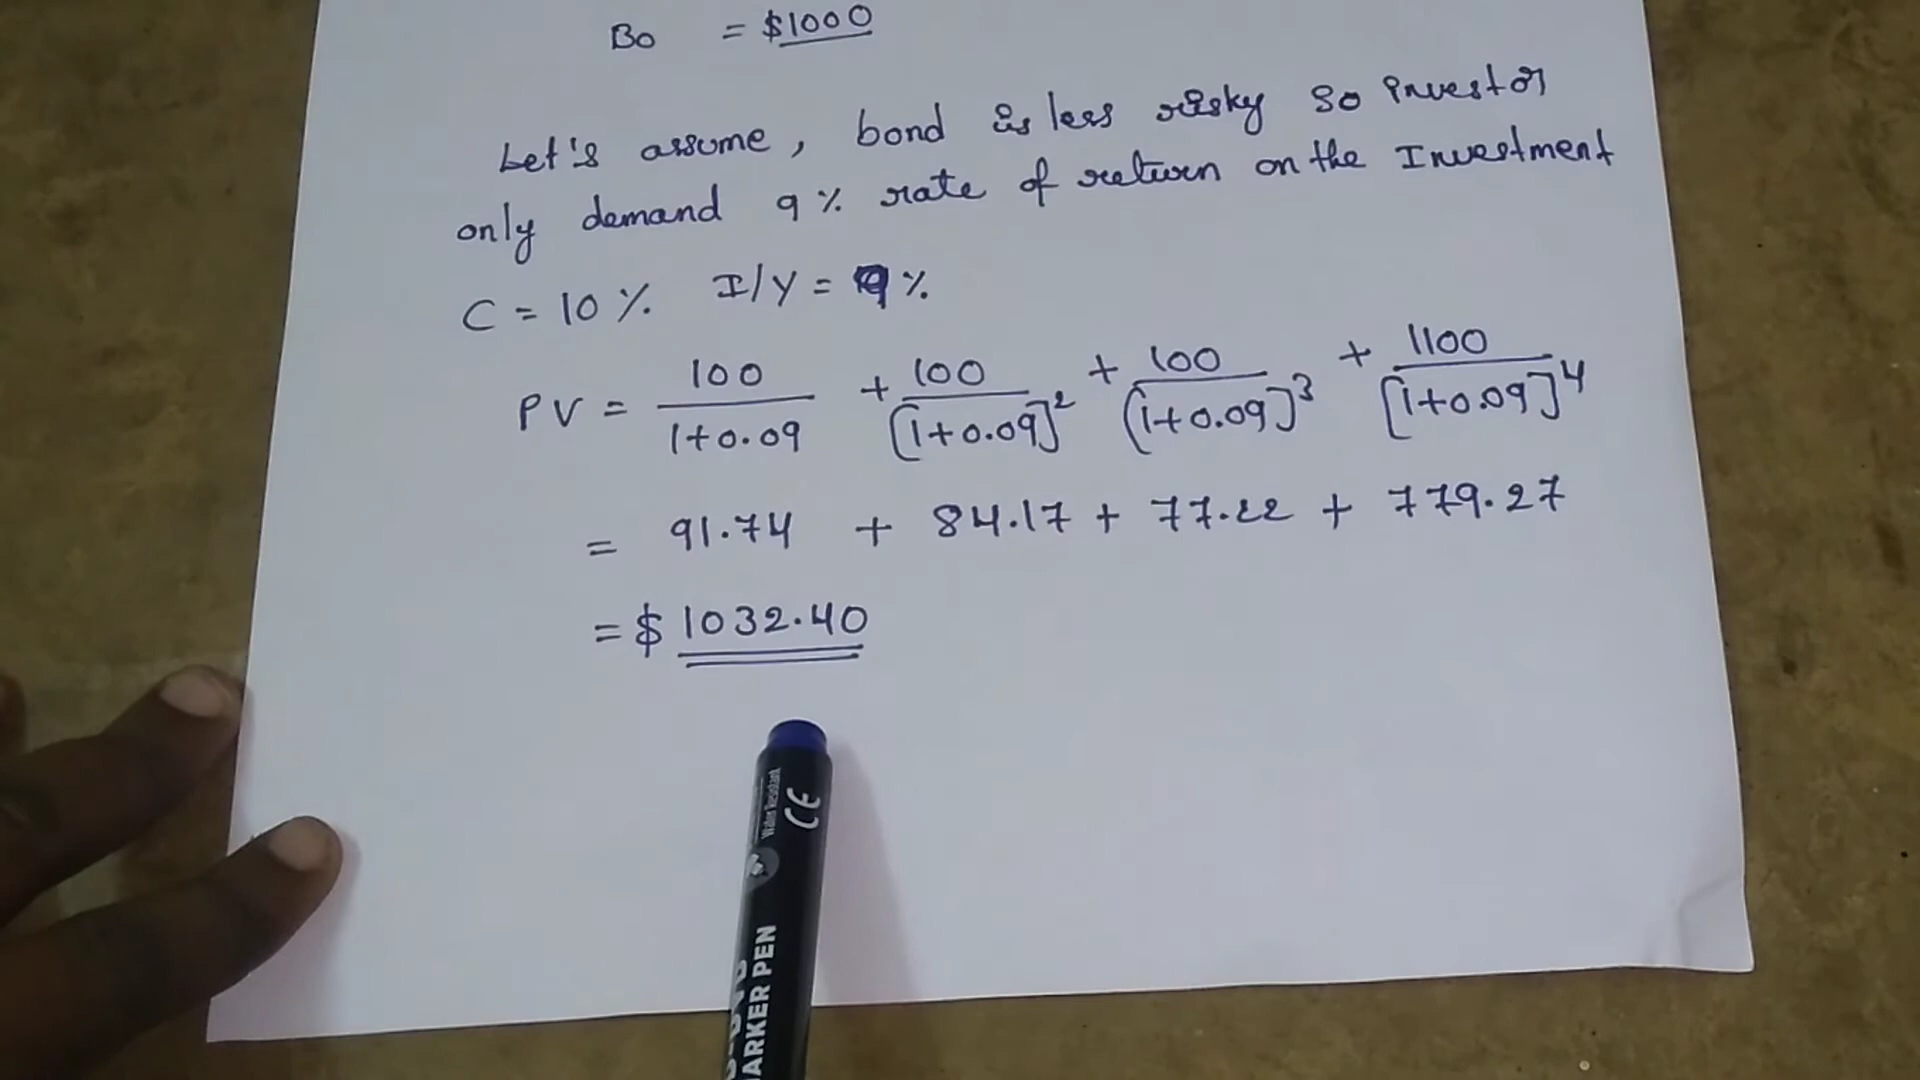 Bo = $1000
Let's assume, bond is less risky so investor
only demand 9% rate of return on the Investment
C = 10% I/Y = 9%
PV = 100/1+0.09 + 100/[1+0.09]² + 100/(1+0.09]³ + 1100/[1+0.09]⁴
= 91.74 + 84.17 + 77.22 + 779.27
= $1032.40
Water Resistant
CE
MARKER PEN